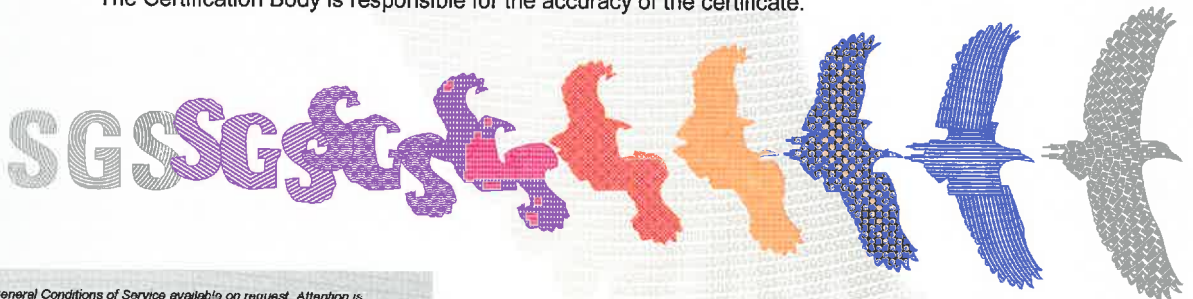 The Certification Body is responsible for the accuracy of the certificate.
SGS SGS SGS
General Conditions of Service available on request. Attention is